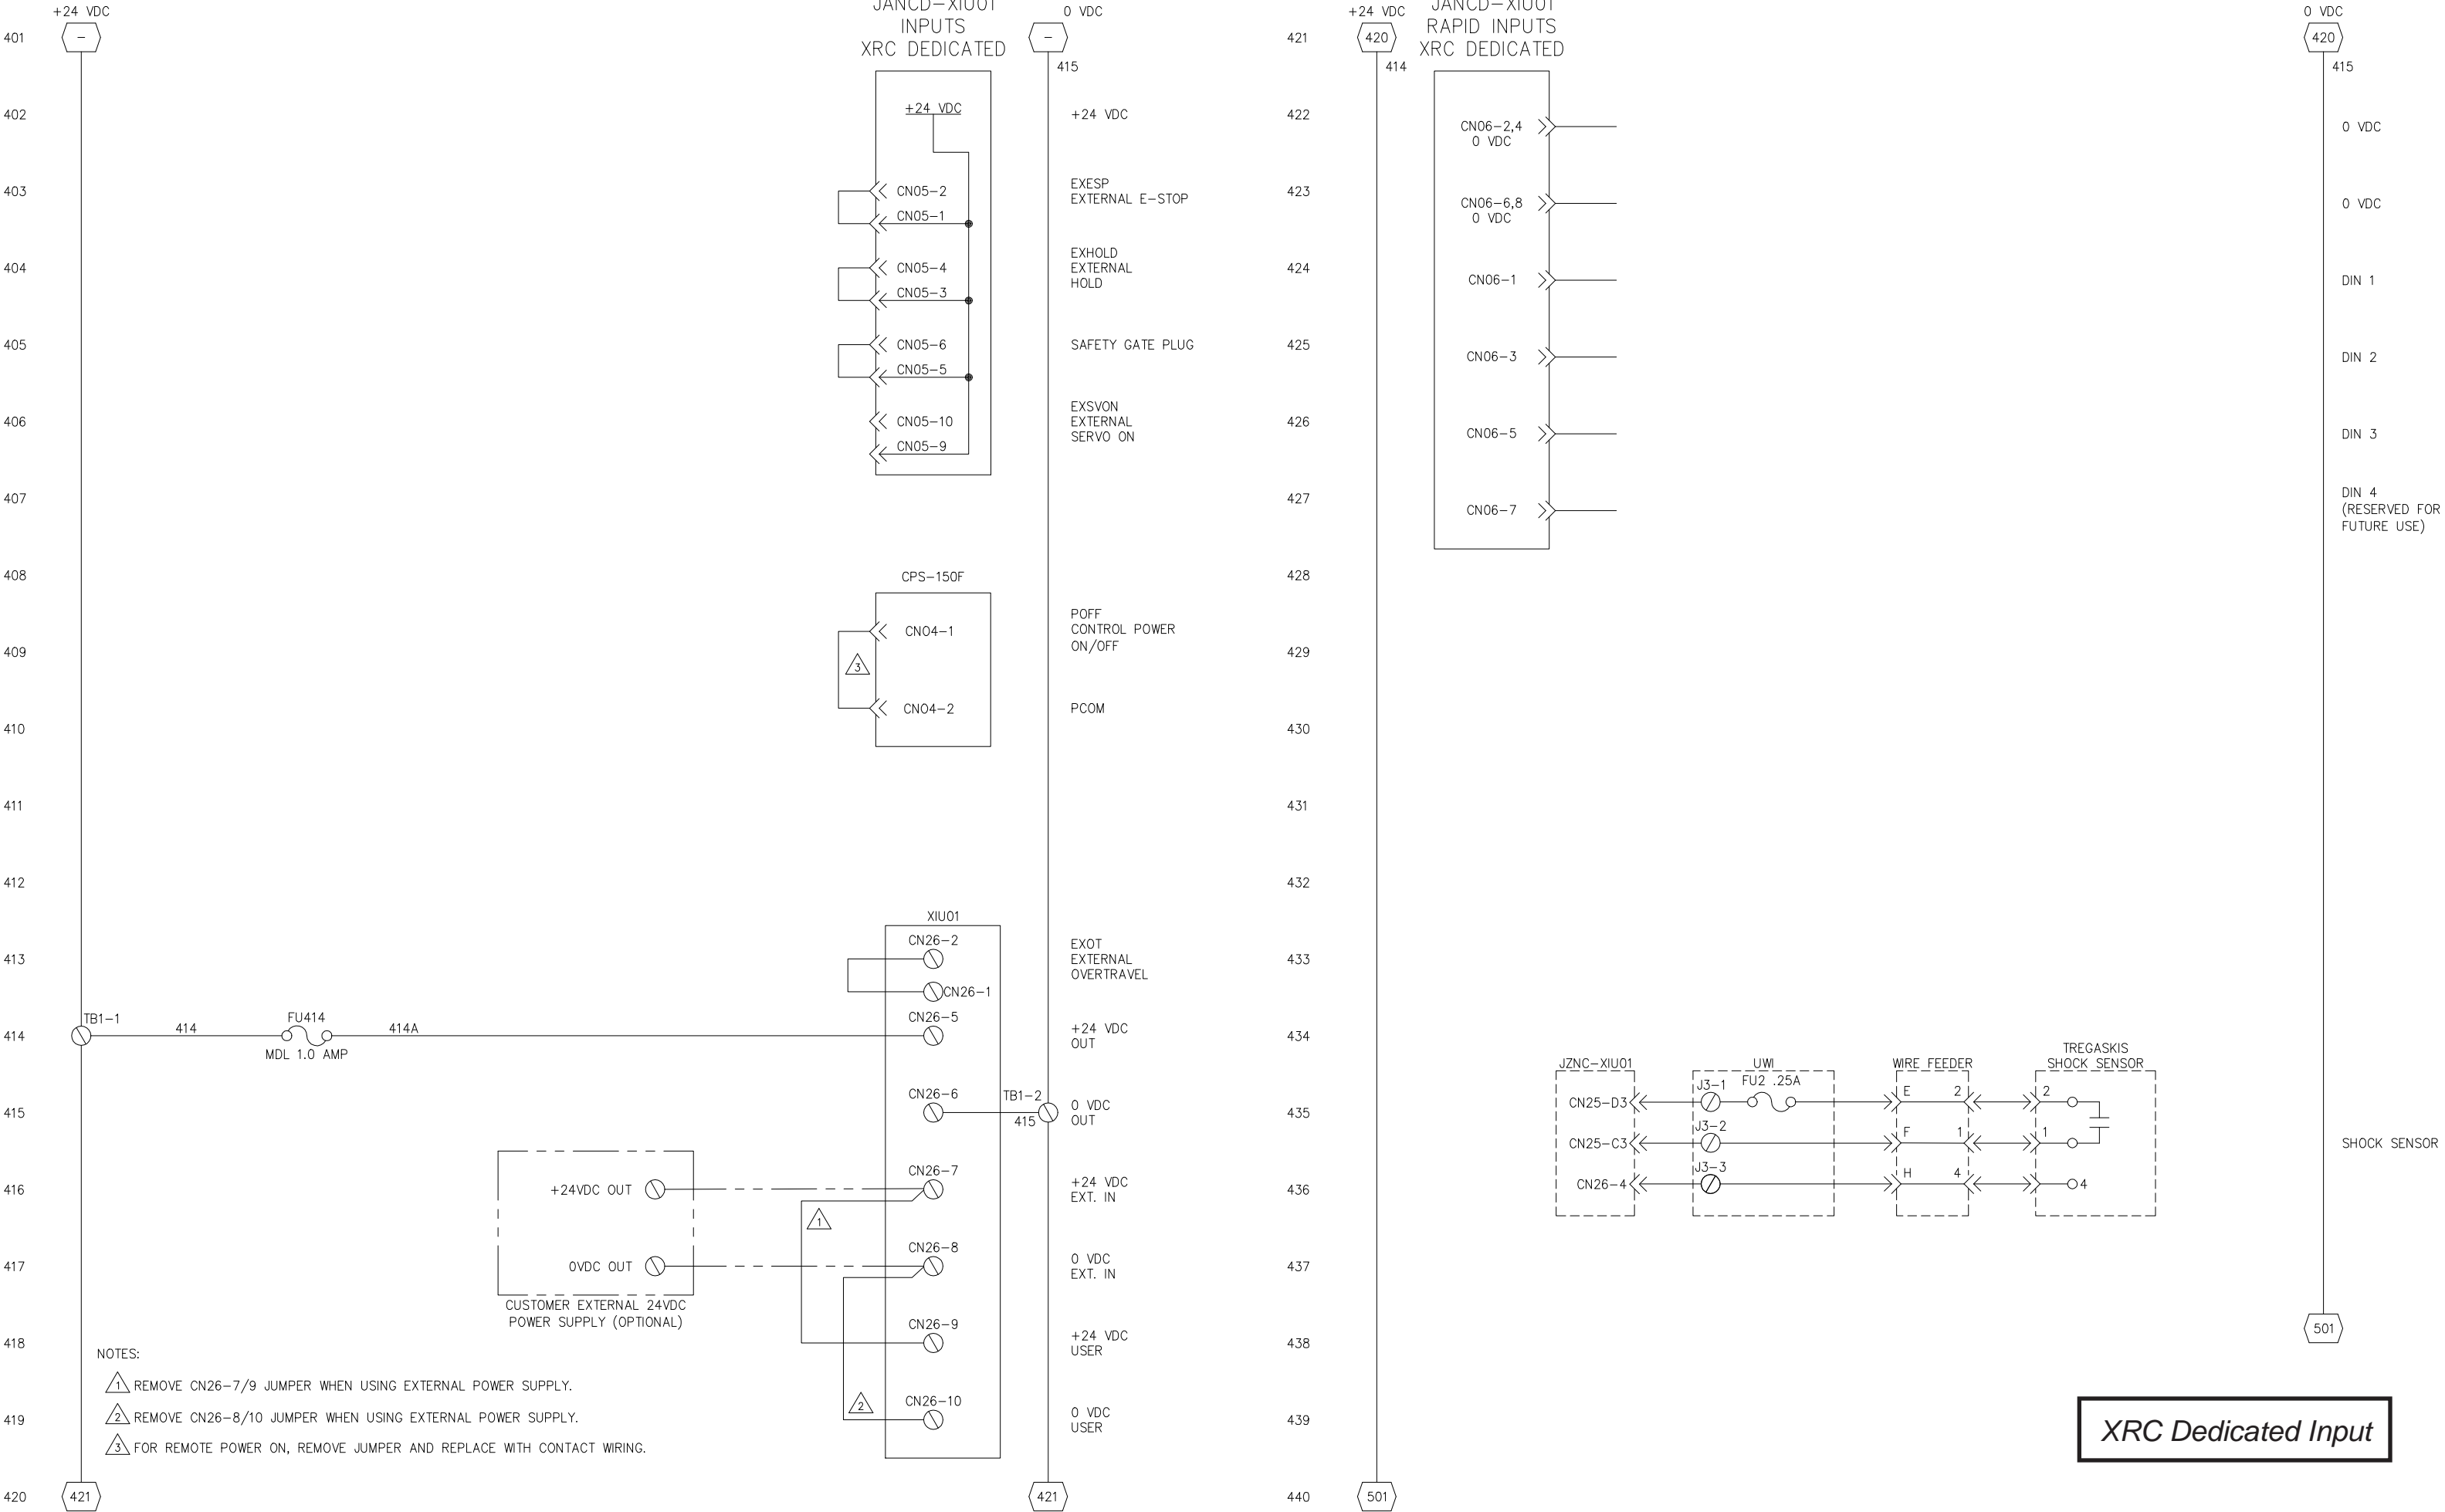 +24 VDC
401
-
JANCD-XIU01
INPUTS
XRC DEDICATED
0 VDC
-
415
402
+24 VDC
+24 VDC
403
CN05-2
CN05-1
EXESP
EXTERNAL E-STOP
404
CN05-4
CN05-3
EXHOLD
EXTERNAL
HOLD
405
CN05-6
CN05-5
SAFETY GATE PLUG
406
CN05-10
CN05-9
EXSVON
EXTERNAL
SERVO ON
407
408
CPS-150F
409
CN04-1
3
POFF
CONTROL POWER
ON/OFF
CN04-2
PCOM
410
411
412
XIU01
413
CN26-2
CN26-1
EXOT
EXTERNAL
OVERTRAVEL
414
TB1-1
414
FU414
MDL 1.0 AMP
414A
CN26-5
+24 VDC
OUT
415
CN26-6
TB1-2
415
0 VDC
OUT
416
+24VDC OUT
CN26-7
1
+24 VDC
EXT. IN
417
0VDC OUT
CN26-8
0 VDC
EXT. IN
CUSTOMER EXTERNAL 24VDC
POWER SUPPLY (OPTIONAL)
418
CN26-9
+24 VDC
USER
NOTES:
1 REMOVE CN26-7/9 JUMPER WHEN USING EXTERNAL POWER SUPPLY.
419
2 REMOVE CN26-8/10 JUMPER WHEN USING EXTERNAL POWER SUPPLY.
3 FOR REMOTE POWER ON, REMOVE JUMPER AND REPLACE WITH CONTACT WIRING.
2
CN26-10
0 VDC
USER
420
421
421
+24 VDC
421
420
414
JANCD-XIU01
RAPID INPUTS
XRC DEDICATED
0 VDC
420
415
422
CN06-2,4
0 VDC
0 VDC
423
CN06-6,8
0 VDC
0 VDC
424
CN06-1
DIN 1
425
CN06-3
DIN 2
426
CN06-5
DIN 3
427
CN06-7
DIN 4
(RESERVED FOR
FUTURE USE)
428
429
430
431
432
433
434
JZNC-XIU01
UWI
WIRE FEEDER
TREGASKIS
SHOCK SENSOR
435
CN25-D3
J3-1
FU2 .25A
E
2
2
CN25-C3
J3-2
F
1
1
SHOCK SENSOR
436
CN26-4
J3-3
H
4
4
437
438
501
439
XRC Dedicated Input
440
501